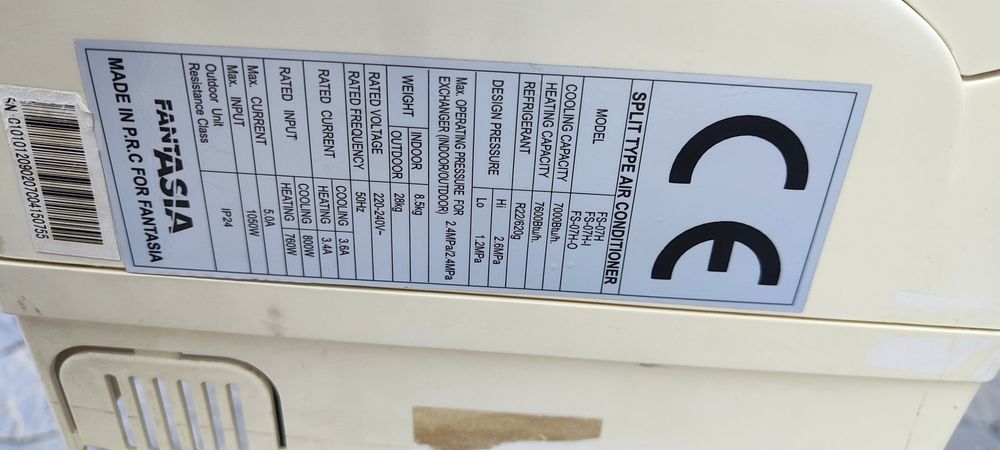 CE
SPLIT TYPE AIR CONDITIONER
MODEL FS-07H
FS-07H-I
FS-07H-O
COOLING CAPACITY 7000Btu/h.
HEATING CAPACITY 7600Btu/h.
REFRIGERANT R22/620g
DESIGN PRESSURE Hi 2.6MPa
Lo 1.2MPa
Max. OPERATING PRESSURE FOR
EXCHANGER (INDOOR/OUTDOOR) 2.4MPa/2.4MPa
WEIGHT INDOOR 8.5kg
OUTDOOR 28kg
RATED VOLTAGE 220-240V~
RATED FREQUENCY 50Hz
RATED CURRENT COOLING 3.6A
HEATING 3.4A
RATED INPUT COOLING 800W
HEATING 760W
Max. CURRENT 5.0A
Max. INPUT 1050W
Outdoor Unit
Resistance Class IP24
FANTASIA
MADE IN P.R.C FOR FANTASIA
SN C101012090207004150755